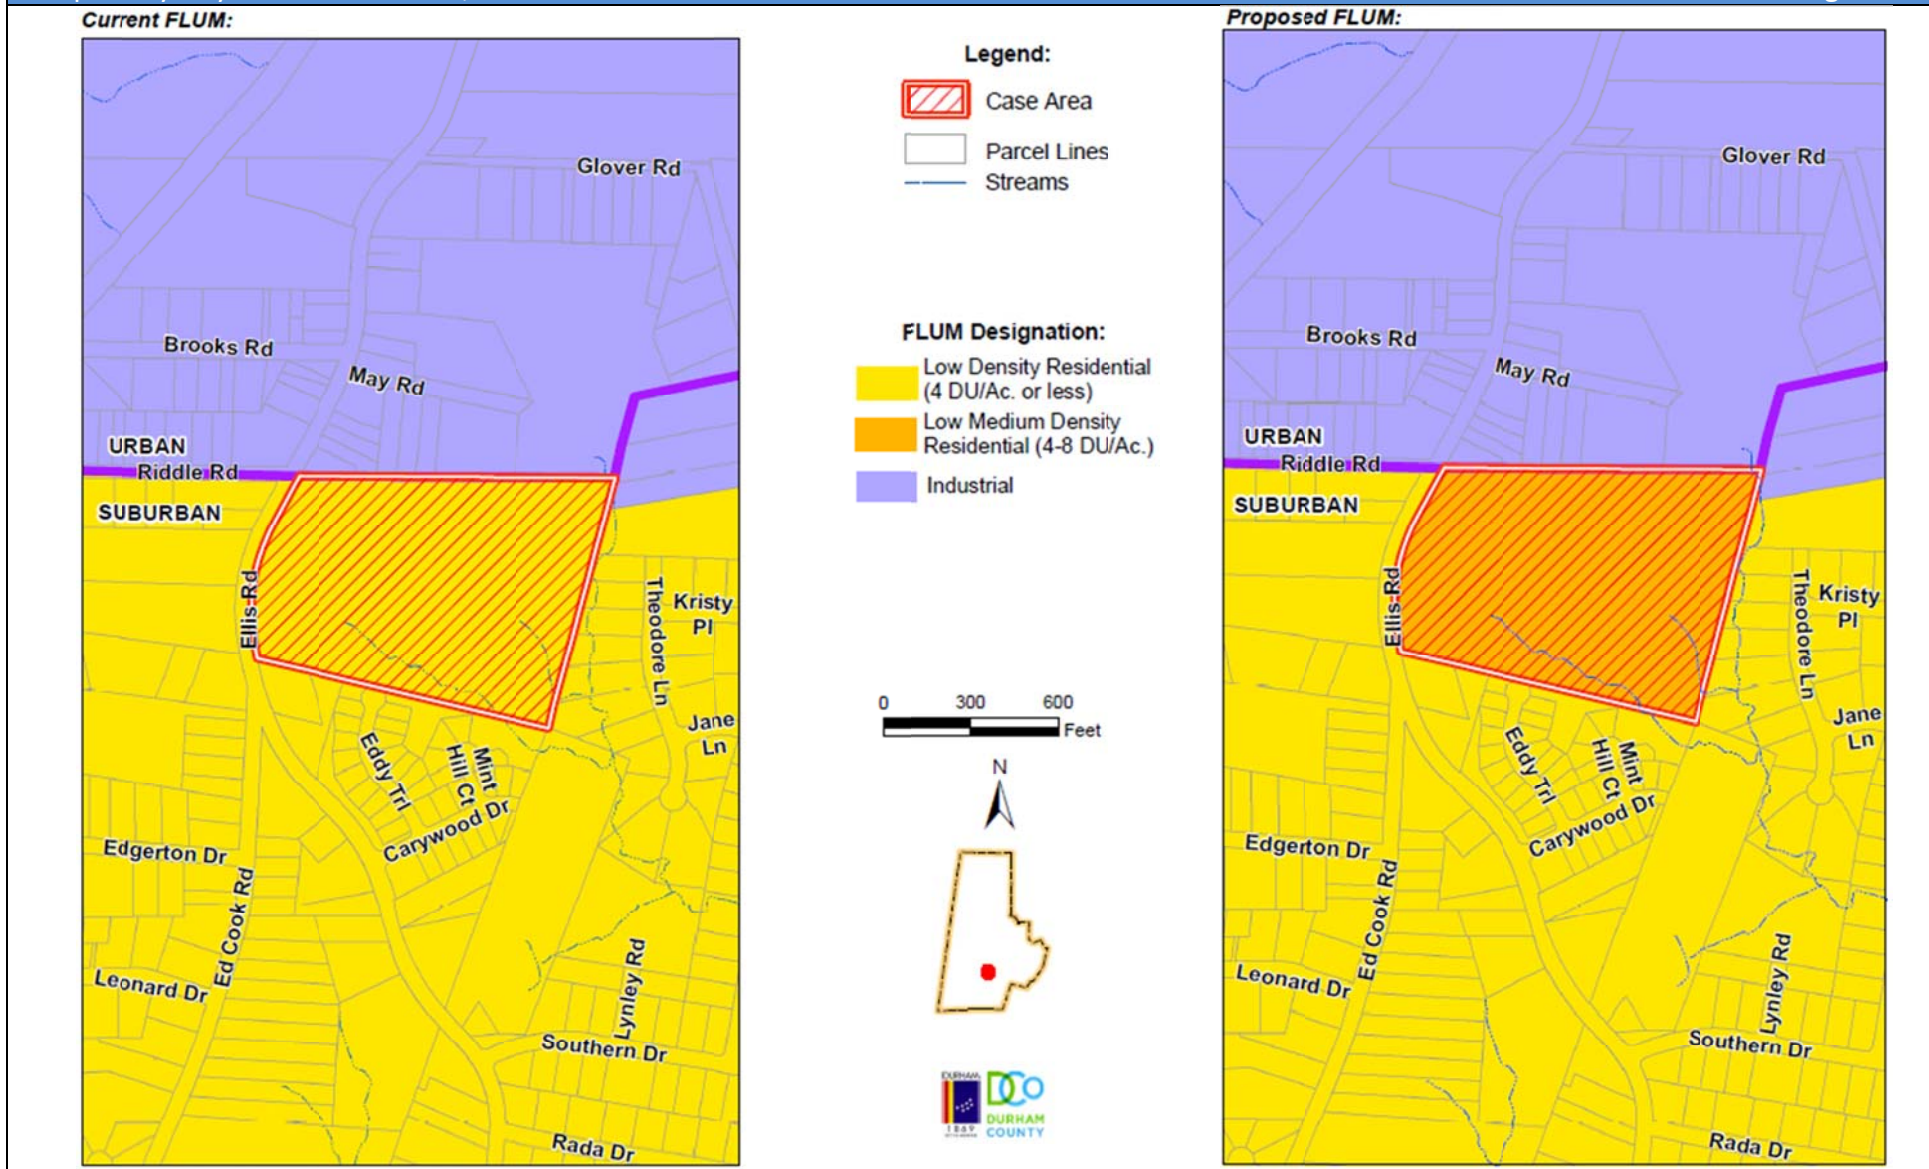 Current FLUM:
Glover Rd
Brooks Rd
May Rd
URBAN
Riddle Rd
SUBURBAN
Ellis Rd
Theodore Ln
Kristy
Pl
Jane
Ln
Eddy Trl
Mint
Hill Ct
Carywood Dr
Edgerton Dr
Ed Cook Rd
Leonard Dr
Lynley Rd
Southern Dr
Rada Dr
Legend:
Case Area
Parcel Lines
Streams
FLUM Designation:
Low Density Residential
(4 DU/Ac. or less)
Low Medium Density
Residential (4-8 DU/Ac.)
Industrial
0 300 600
Feet
N
DURHAM
1869
DCO
DURHAM
COUNTY
Proposed FLUM:
Glover Rd
Brooks Rd
May Rd
URBAN
Riddle Rd
SUBURBAN
Ellis Rd
Theodore Ln
Kristy
Pl
Jane
Ln
Eddy Trl
Mint
Hill Ct
Carywood Dr
Edgerton Dr
Ed Cook Rd
Leonard Dr
Lynley Rd
Southern Dr
Rada Dr